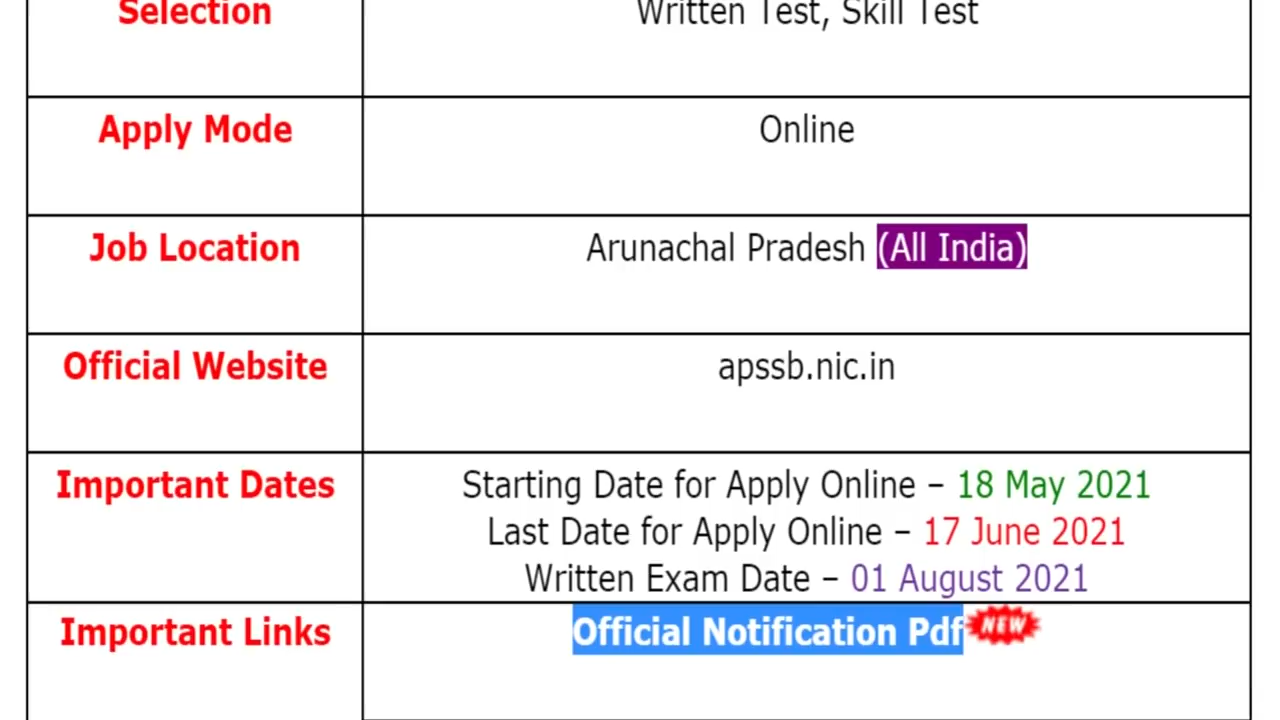 Selection
Written Test, Skill Test
Apply Mode
Online
Job Location
Arunachal Pradesh (All India)
Official Website
apssb.nic.in
Important Dates
Starting Date for Apply Online – 18 May 2021
Last Date for Apply Online – 17 June 2021
Written Exam Date – 01 August 2021
Important Links
Official Notification Pdf NEW